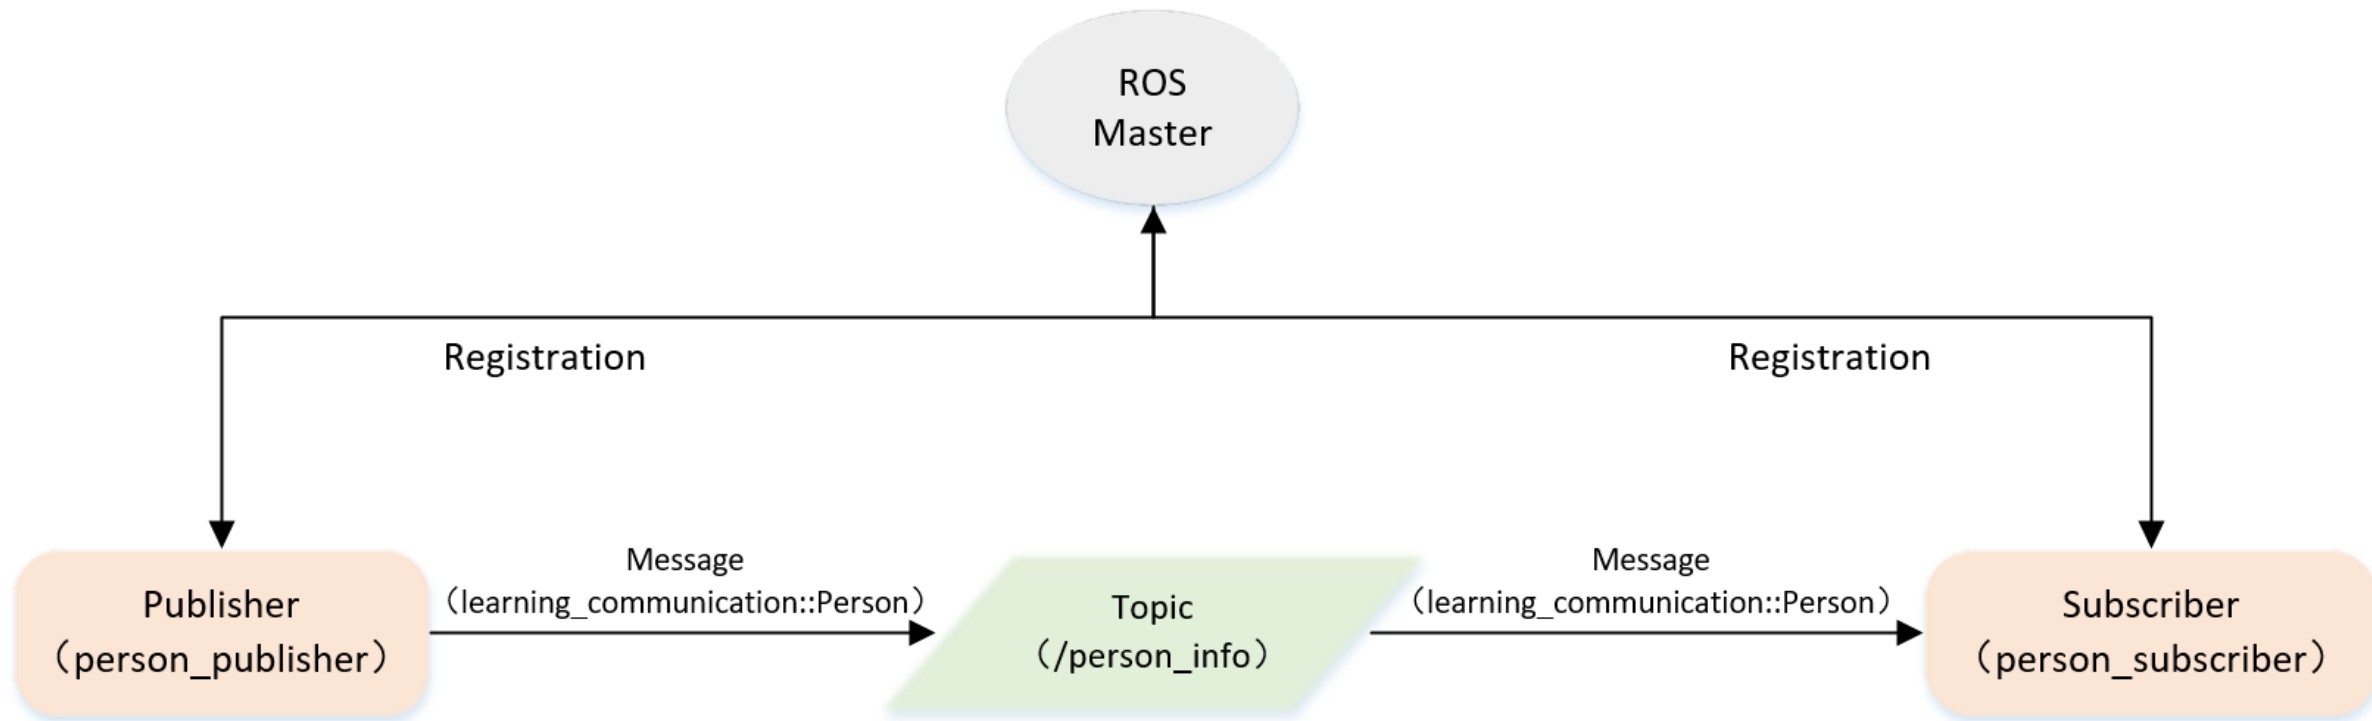 ROS
Master
Registration
Registration
Message
（learning_communication::Person）
Message
（learning_communication::Person）
Publisher
（person_publisher）
Topic
（/person_info）
Subscriber
（person_subscriber）